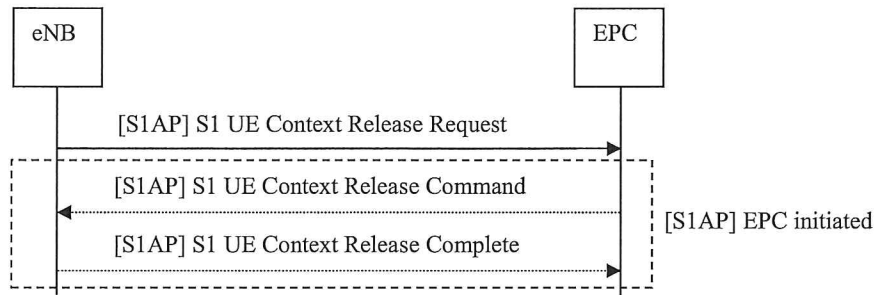 eNB
EPC
[S1AP] S1 UE Context Release Request
[S1AP] S1 UE Context Release Command
[S1AP] EPC initiated
[S1AP] S1 UE Context Release Complete